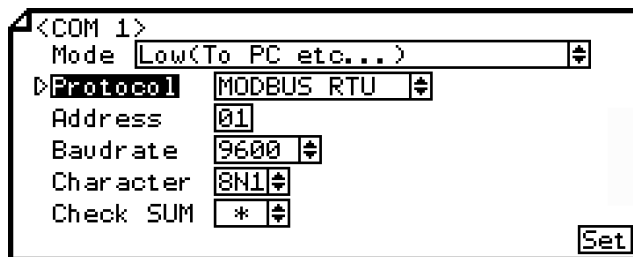 <COM 1>
Mode Low(To PC etc...)
Protocol MODBUS RTU
Address 01
Baudrate 9600
Character 8N1
Check SUM *
Set